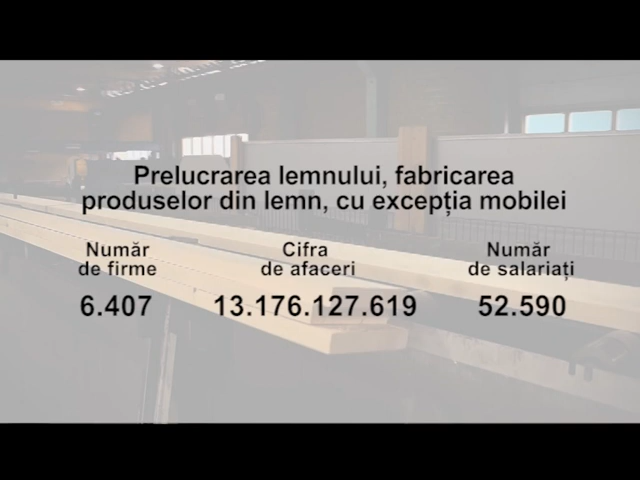 Prelucrarea lemnului, fabricarea
produselor din lemn, cu excepția mobilei
Număr
de firme
6.407
Cifra
de afaceri
13.176.127.619
Număr
de salariați
52.590